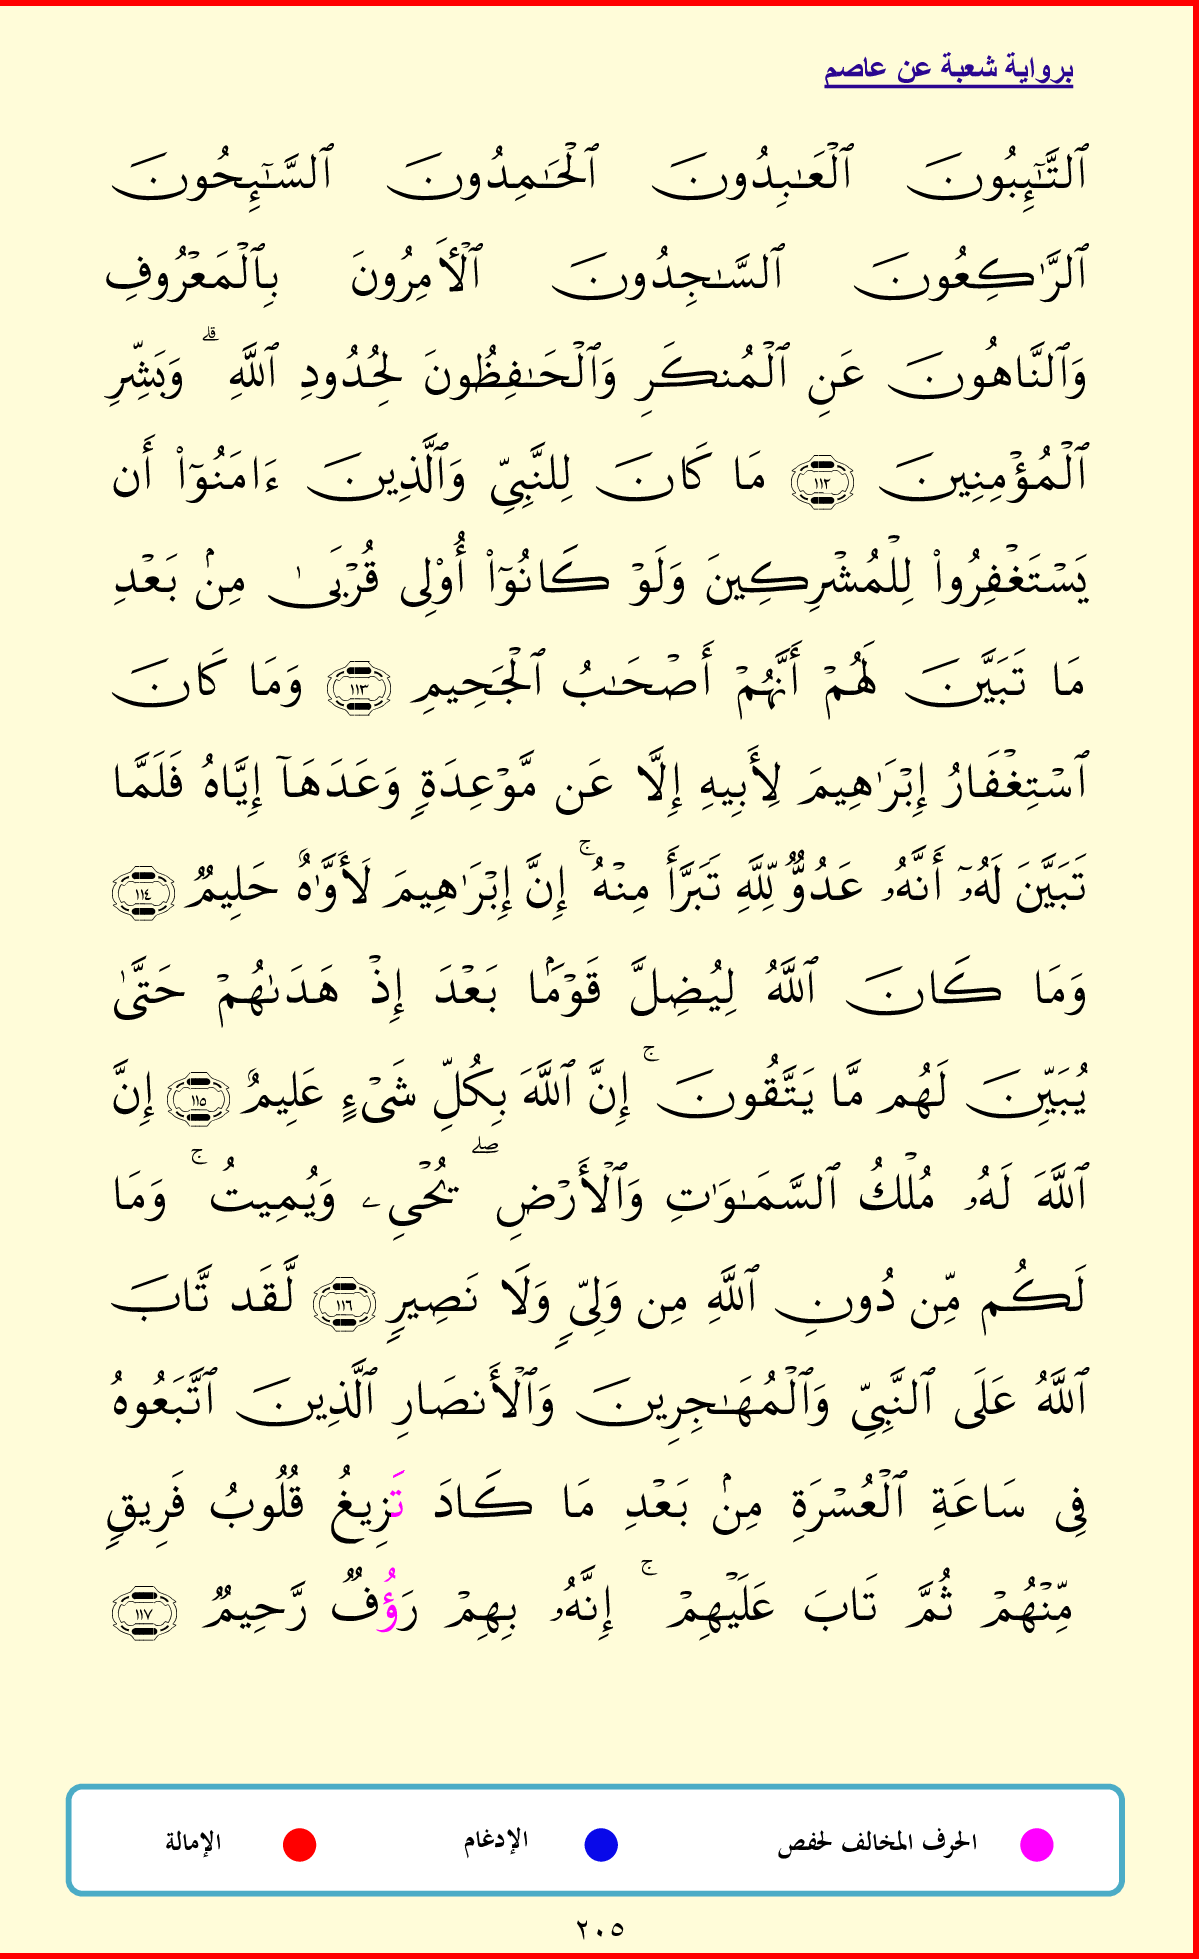 برواية شعبة عن عاصم
ٱلتَّـٰٓئِبُونَ ٱلۡعَـٰبِدُونَ ٱلۡحَـٰمِدُونَ ٱلسَّـٰٓئِحُونَ
ٱلرَّٰكِعُونَ ٱلسَّـٰجِدُونَ ٱلۡأٓمِرُونَ بِٱلۡمَعۡرُوفِ
وَٱلنَّاهُونَ عَنِ ٱلۡمُنكَرِ وَٱلۡحَـٰفِظُونَ لِحُدُودِ ٱللَّهِۗ وَبَشِّرِ
ٱلۡمُؤۡمِنِينَ ١١٢ مَا كَانَ لِلنَّبِيِّ وَٱلَّذِينَ ءَامَنُوٓاْ أَن
يَسۡتَغۡفِرُواْ لِلۡمُشۡرِكِينَ وَلَوۡ كَانُوٓاْ أُوْلِى قُرۡبَىٰ مِنۢ بَعۡدِ
مَا تَبَيَّنَ لَهُمۡ أَنَّهُمۡ أَصۡحَـٰبُ ٱلۡجَحِيمِ ١١٣ وَمَا كَانَ
ٱسۡتِغۡفَارُ إِبۡرَٰهِيمَ لِأَبِيهِ إِلَّا عَن مَّوۡعِدَةٖ وَعَدَهَآ إِيَّاهُ فَلَمَّا
تَبَيَّنَ لَهُۥٓ أَنَّهُۥ عَدُوّٞ لِّلَّهِ تَبَرَّأَ مِنۡهُۚ إِنَّ إِبۡرَٰهِيمَ لَأَوَّٰهٌ حَلِيمٞ ١١٤
وَمَا كَانَ ٱللَّهُ لِيُضِلَّ قَوۡمَۢا بَعۡدَ إِذۡ هَدَىٰهُمۡ حَتَّىٰ
يُبَيِّنَ لَهُم مَّا يَتَّقُونَۚ إِنَّ ٱللَّهَ بِكُلِّ شَىۡءٍ عَلِيمٌ ١١٥ إِنَّ
ٱللَّهَ لَهُۥ مُلۡكُ ٱلسَّمَـٰوَٰتِ وَٱلۡأَرۡضِۖ يُحۡىِۦ وَيُمِيتُۚ وَمَا
لَكُم مِّن دُونِ ٱللَّهِ مِن وَلِيّٖ وَلَا نَصِيرٖ ١١٦ لَّقَد تَّابَ
ٱللَّهُ عَلَى ٱلنَّبِيِّ وَٱلۡمُهَـٰجِرِينَ وَٱلۡأَنصَارِ ٱلَّذِينَ ٱتَّبَعُوهُ
فِى سَاعَةِ ٱلۡعُسۡرَةِ مِنۢ بَعۡدِ مَا كَادَ تَزِيغُ قُلُوبُ فَرِيقٖ
مِّنۡهُمۡ ثُمَّ تَابَ عَلَيۡهِمۡۚ إِنَّهُۥ بِهِمۡ رَؤُفٞ رَّحِيمٞ ١١٧
الحرف المخالف لحفص الإدغام الإمالة
٢٠٥